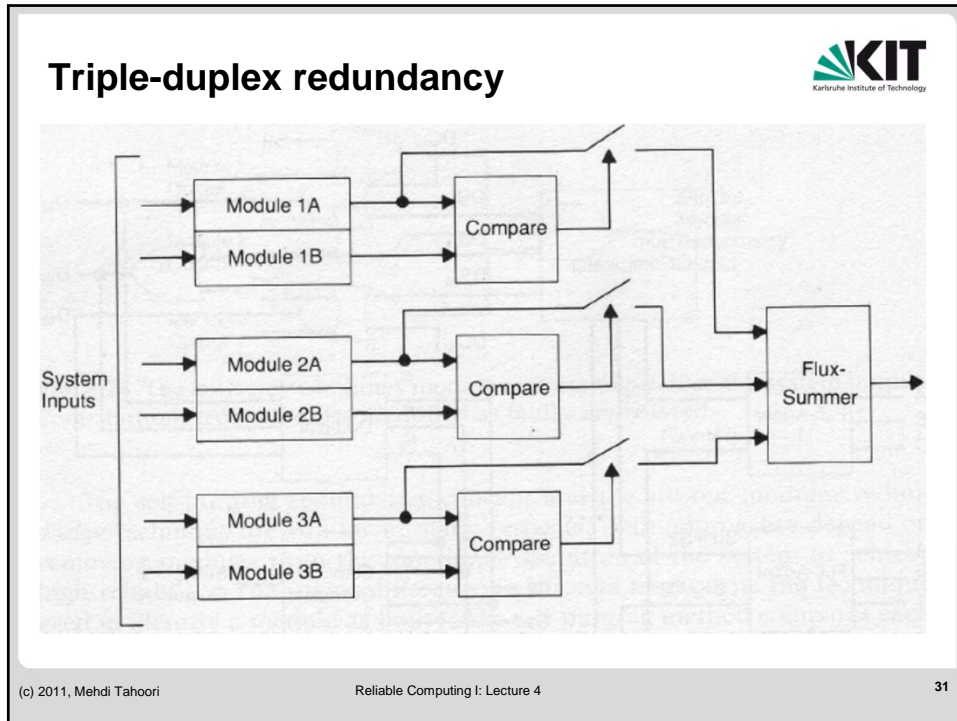 Triple-duplex redundancy
KIT
Karlsruhe Institute of Technology
Module 1A
Module 1B
Compare
Module 2A
Module 2B
Compare
System
Inputs
Flux-
Summer
Module 3A
Module 3B
Compare
(c) 2011, Mehdi Tahoori
Reliable Computing I: Lecture 4
31